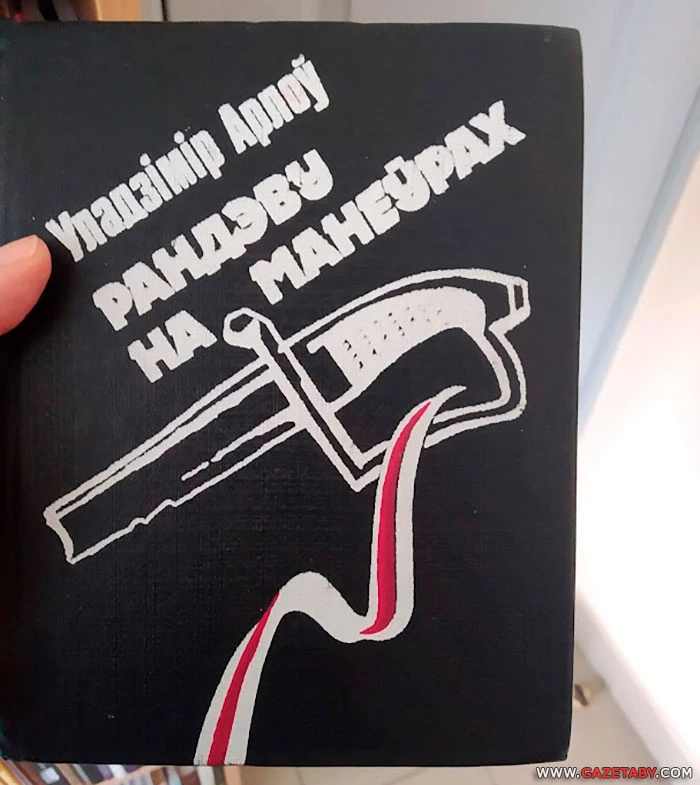 Уладзімір Арлоў
РАНДЭВУ
НА МАНЕЎРАХ
WWW.GAZETABY.COM